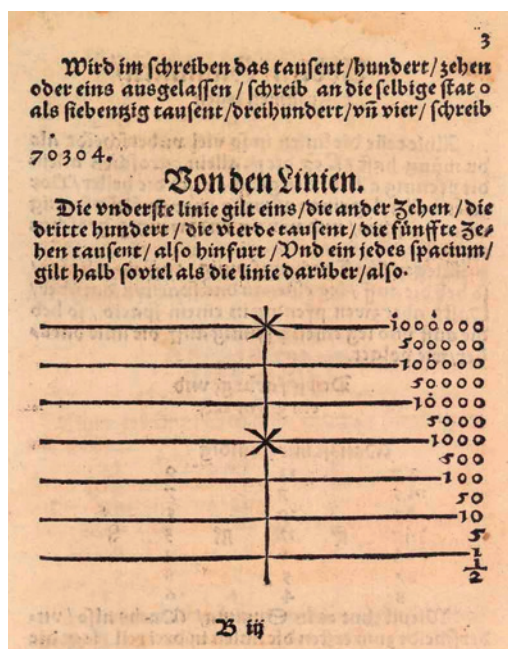 3
Wird im schreiben das tausent/hundert/zehen
oder eins ausgelassen/schreib an die selbige stat o
als siebentzig tausent/dreihundert/vñ vier/schreib
70304.
Von den Linien.
Die vnderste linie gilt eins/die ander Zehen/die
dritte hundert/die vierde tausent/die fünffte Ze⸗
hen tausent/also hinfurt/Vnd ein jedes spacium/
gilt halb soviel als die linie darüber/also.
1000000
500000
100000
50000
10000
5000
1000
500
100
50
10
5
1
1/2
B iij